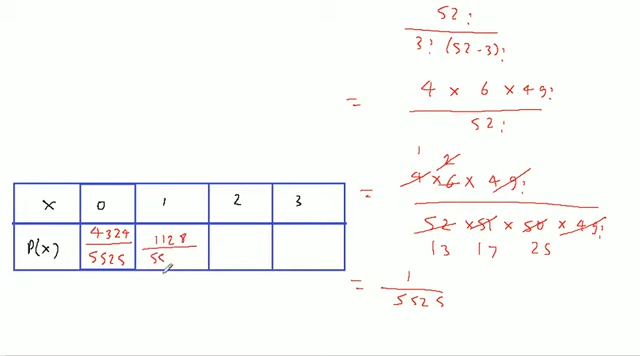 52!
3! (52-3)!
= 4 x 6 x 49!
52!
1 2
= 4 x 6 x 49!
52 x 51 x 50 x 49!
13 17 25
= 1
5525
x 0 1 2 3
P(x) 4324 1128
5525 55